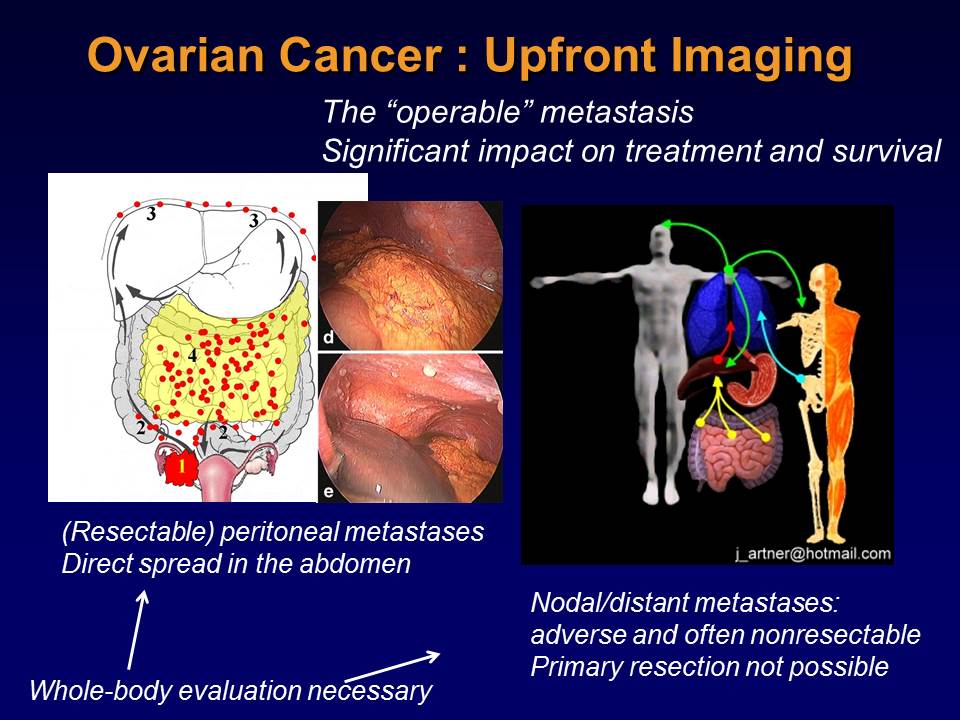 Ovarian Cancer : Upfront Imaging
The “operable” metastasis
Significant impact on treatment and survival
3
3
4
2
2
1
d
e
j_artner@hotmail.com
(Resectable) peritoneal metastases
Direct spread in the abdomen
Nodal/distant metastases:
adverse and often nonresectable
Primary resection not possible
Whole-body evaluation necessary